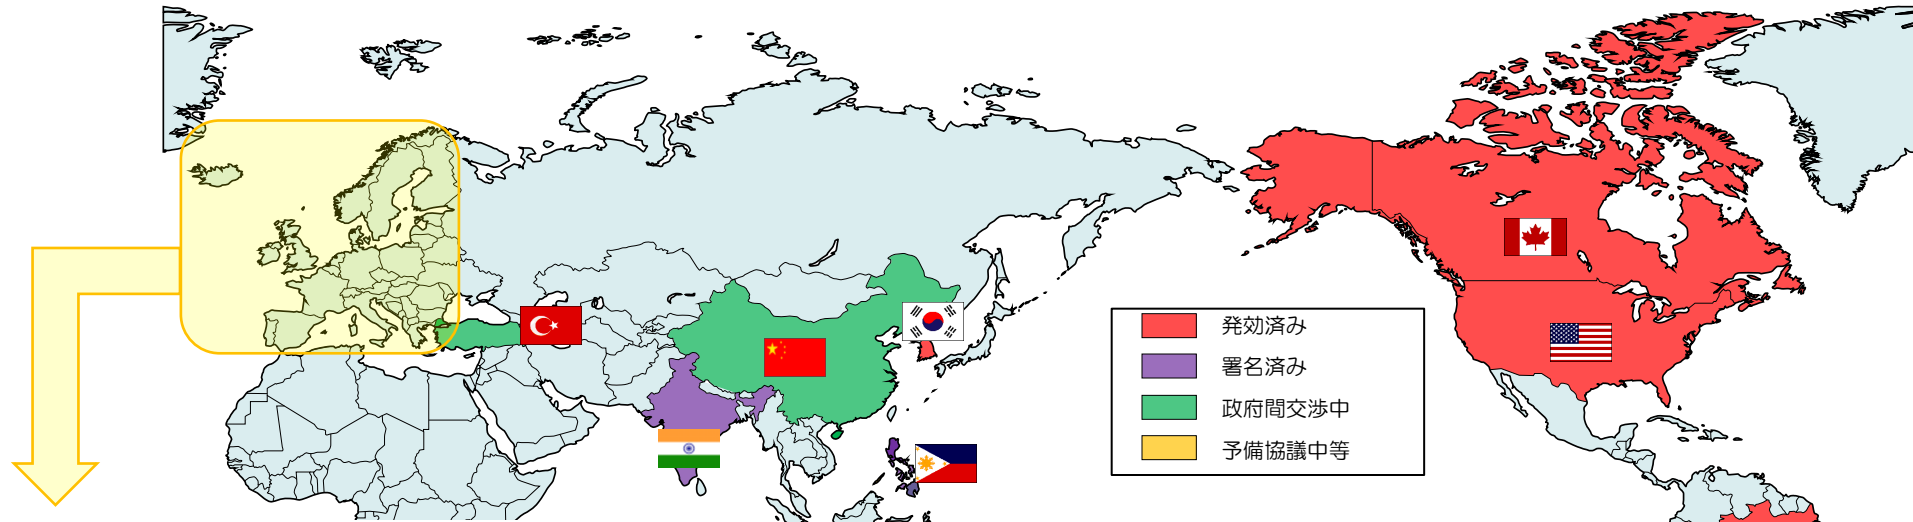 発効済み
署名済み
政府間交渉中
予備協議中等